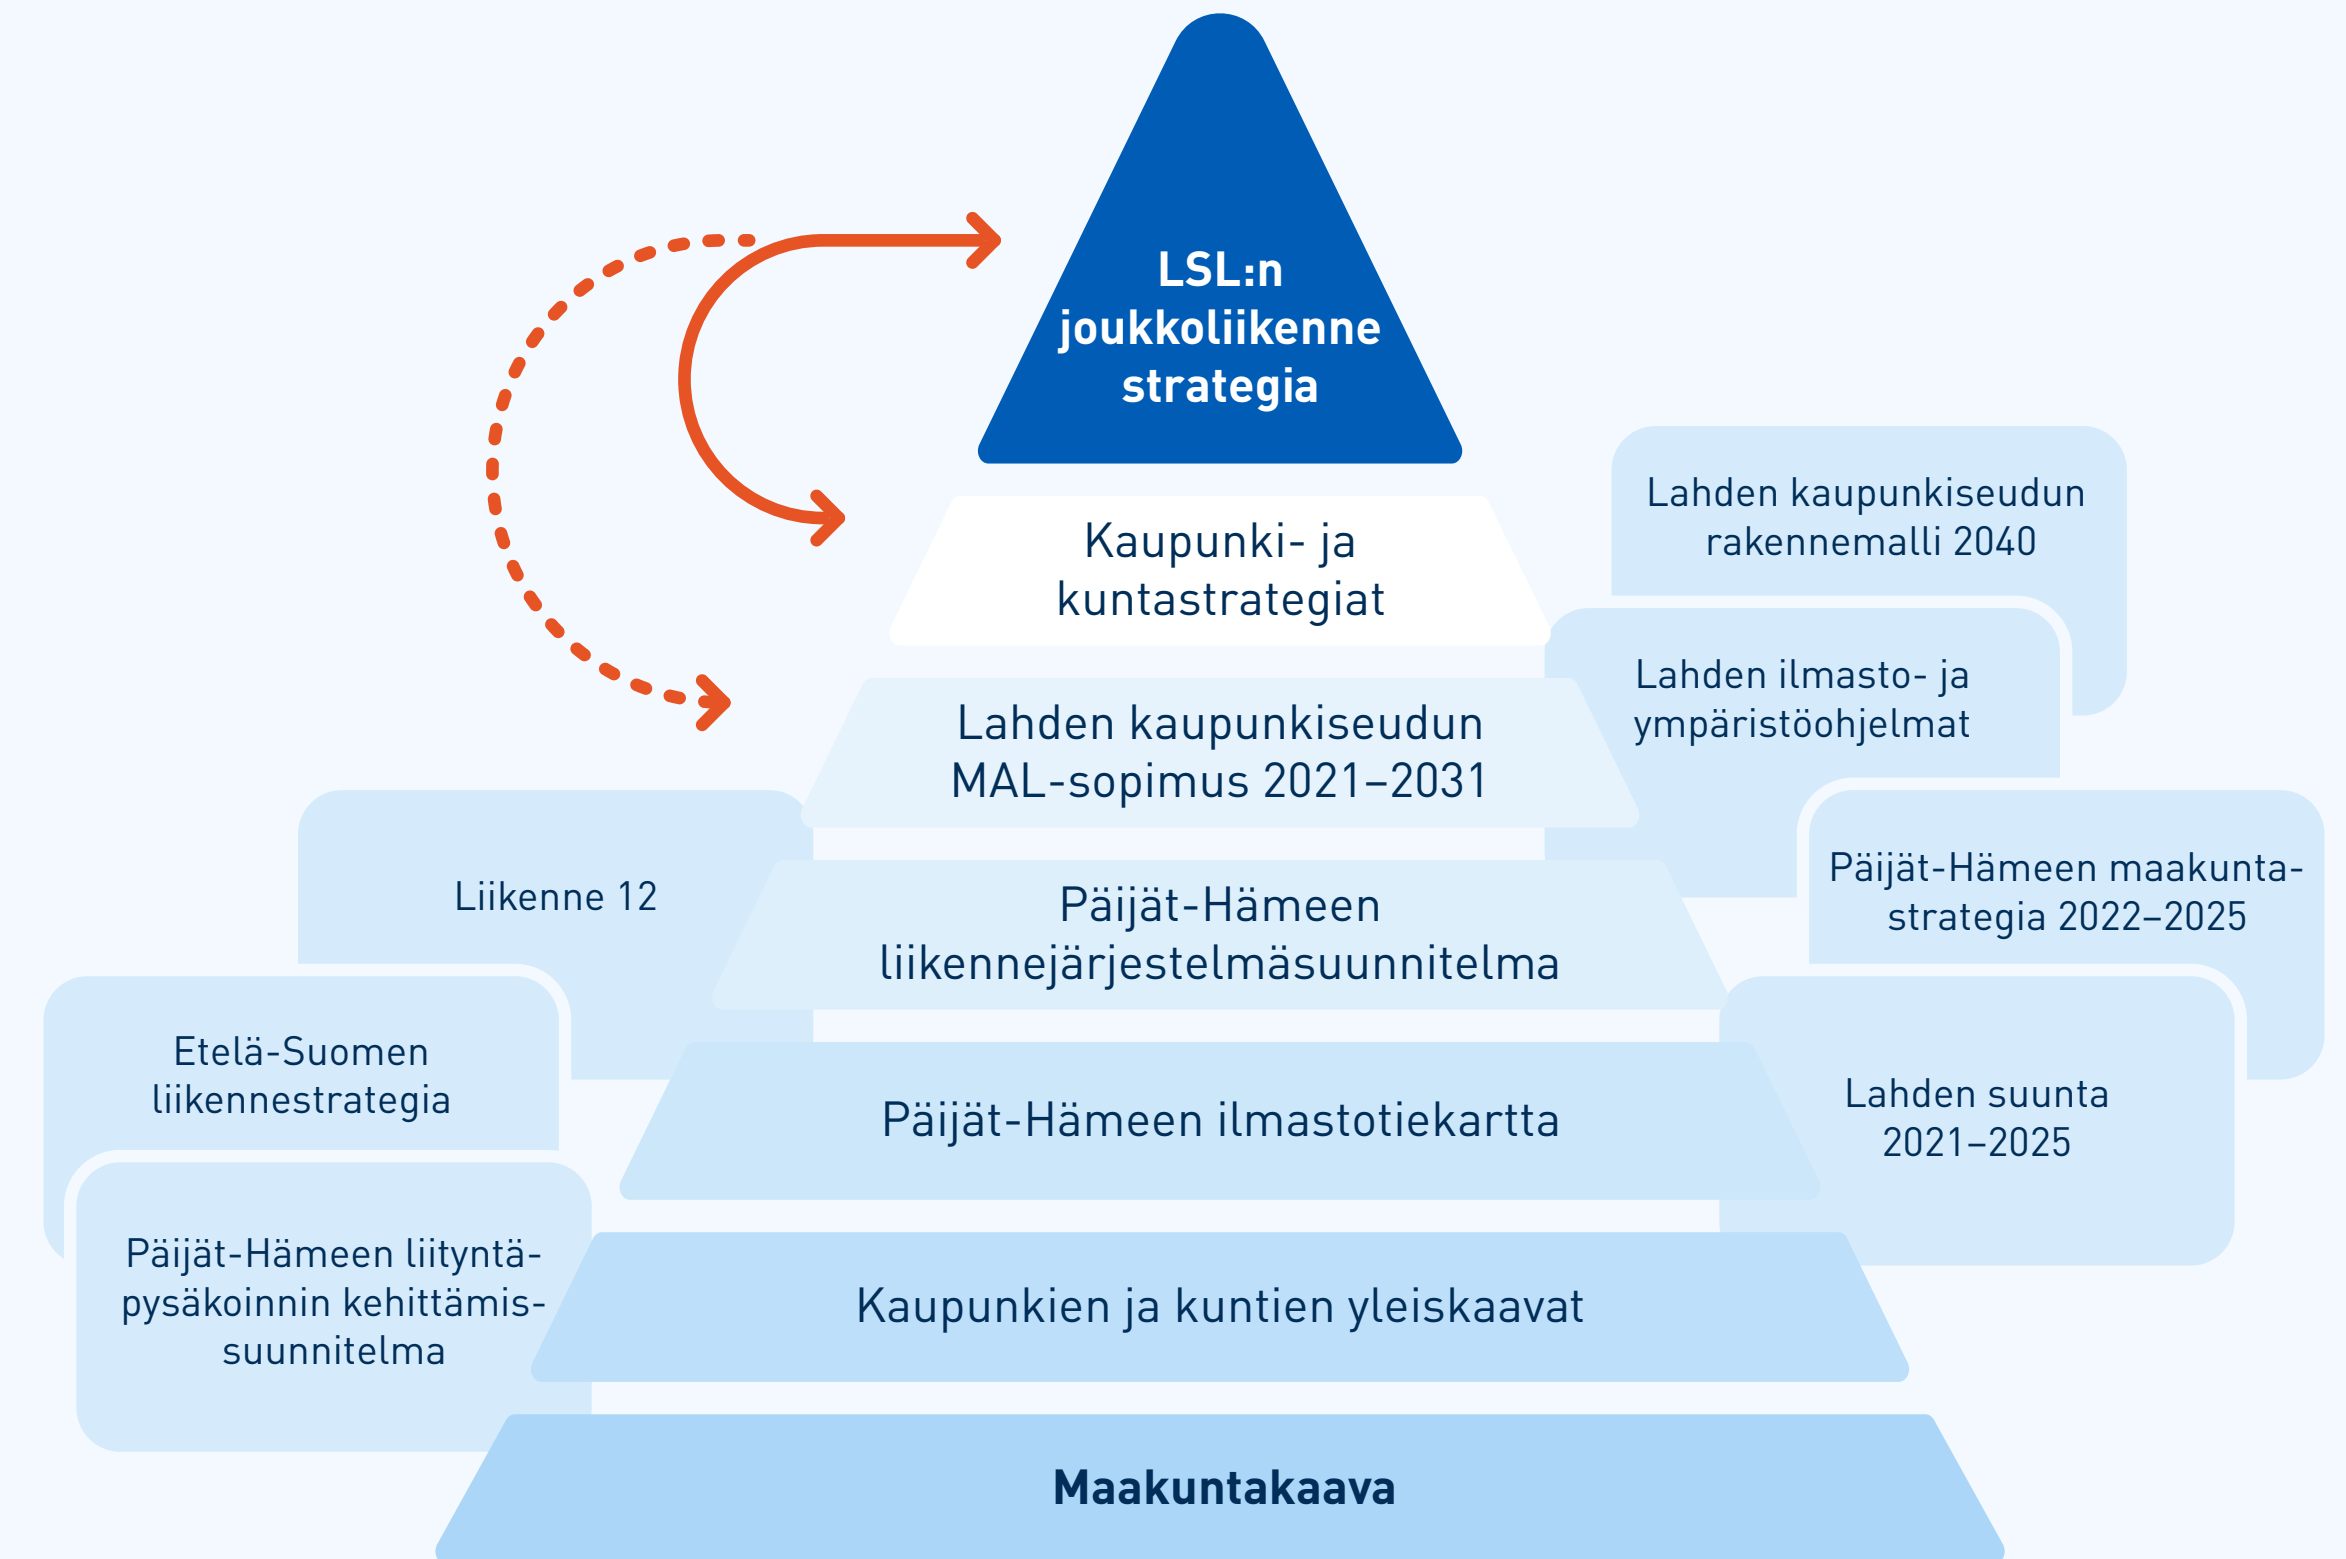 LSL:n
joukkoliikenne
strategia
Kaupunki- ja
kuntastrategiat
Lahden kaupunkiseudun
MAL-sopimus 2021–2031
Päijät-Hämeen
liikennejärjestelmäsuunnitelma
Päijät-Hämeen ilmastotiekartta
Kaupunkien ja kuntien yleiskaavat
Maakuntakaava
Liikenne 12
Etelä-Suomen
liikennestrategia
Päijät-Hämeen liityntä-
pysäkoinnin kehittämis-
suunnitelma
Lahden kaupunkiseudun
rakennemalli 2040
Lahden ilmasto- ja
ympäristöohjelmat
Päijät-Hämeen maakunta-
strategia 2022–2025
Lahden suunta
2021–2025